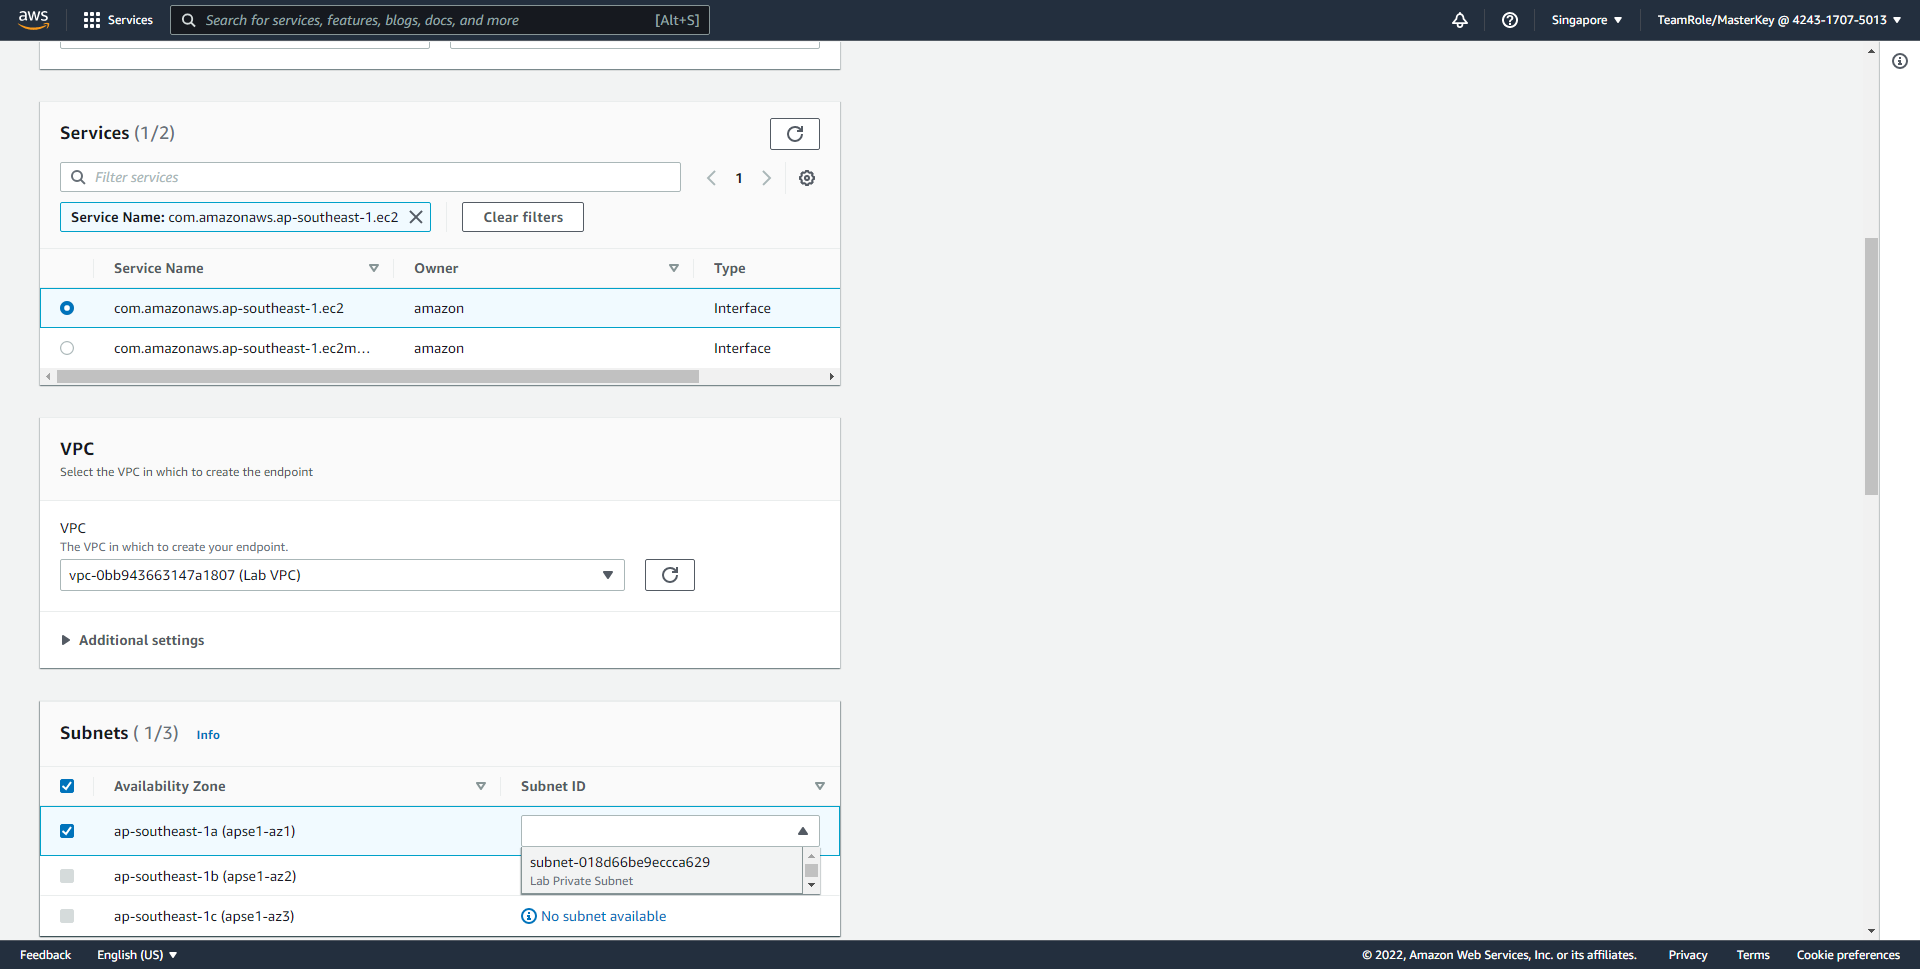 aws
Services
Search for services, features, blogs, docs, and more
[Alt+S]
Singapore
TeamRole/MasterKey @ 4243-1707-5013
Services (1/2)
Filter services
1
Service Name: com.amazonaws.ap-southeast-1.ec2
Clear filters
Service Name
Owner
Type
com.amazonaws.ap-southeast-1.ec2
amazon
Interface
com.amazonaws.ap-southeast-1.ec2m...
amazon
Interface
VPC
Select the VPC in which to create the endpoint
VPC
The VPC in which to create your endpoint.
vpc-0bb943663147a1807 (Lab VPC)
Additional settings
Subnets ( 1/3)
Info
Availability Zone
Subnet ID
ap-southeast-1a (apse1-az1)
subnet-018d66be9eccca629
Lab Private Subnet
ap-southeast-1b (apse1-az2)
ap-southeast-1c (apse1-az3)
No subnet available
Feedback
English (US)
© 2022, Amazon Web Services, Inc. or its affiliates.
Privacy
Terms
Cookie preferences